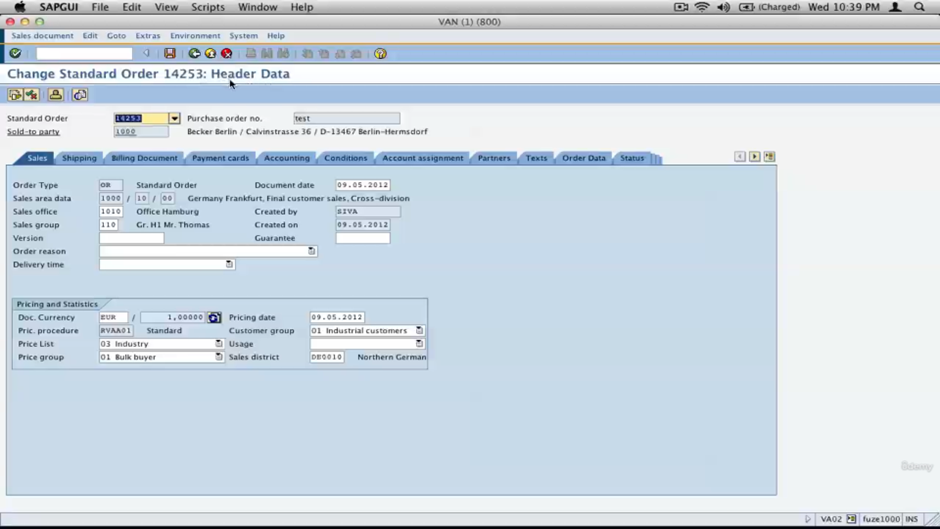 SAPGUI File Edit View Scripts Window Help (Charged) Wed 10:39 PM
VAN (1) (800)
Sales document Edit Goto Extras Environment System Help
Change Standard Order 14253: Header Data
Standard Order 14253 Purchase order no. test
Sold-to party 1000 Becker Berlin / Calvinstrasse 36 / D-13467 Berlin-Hermsdorf
Sales Shipping Billing Document Payment cards Accounting Conditions Account assignment Partners Texts Order Data Status
Order Type OR Standard Order Document date 09.05.2012
Sales area data 1000 / 10 / 00 Germany Frankfurt, Final customer sales, Cross-division
Sales office 1010 Office Hamburg Created by SIVA
Sales group 110 Gr. H1 Mr. Thomas Created on 09.05.2012
Version Guarantee
Order reason
Delivery time
Pricing and Statistics
Doc. Currency EUR / 1,00000 Pricing date 09.05.2012
Pric. procedure RVAA01 Standard Customer group 01 Industrial customers
Price List 03 Industry Usage
Price group 01 Bulk buyer Sales district DE0010 Northern German
Udemy
VA02 fuze1000 INS